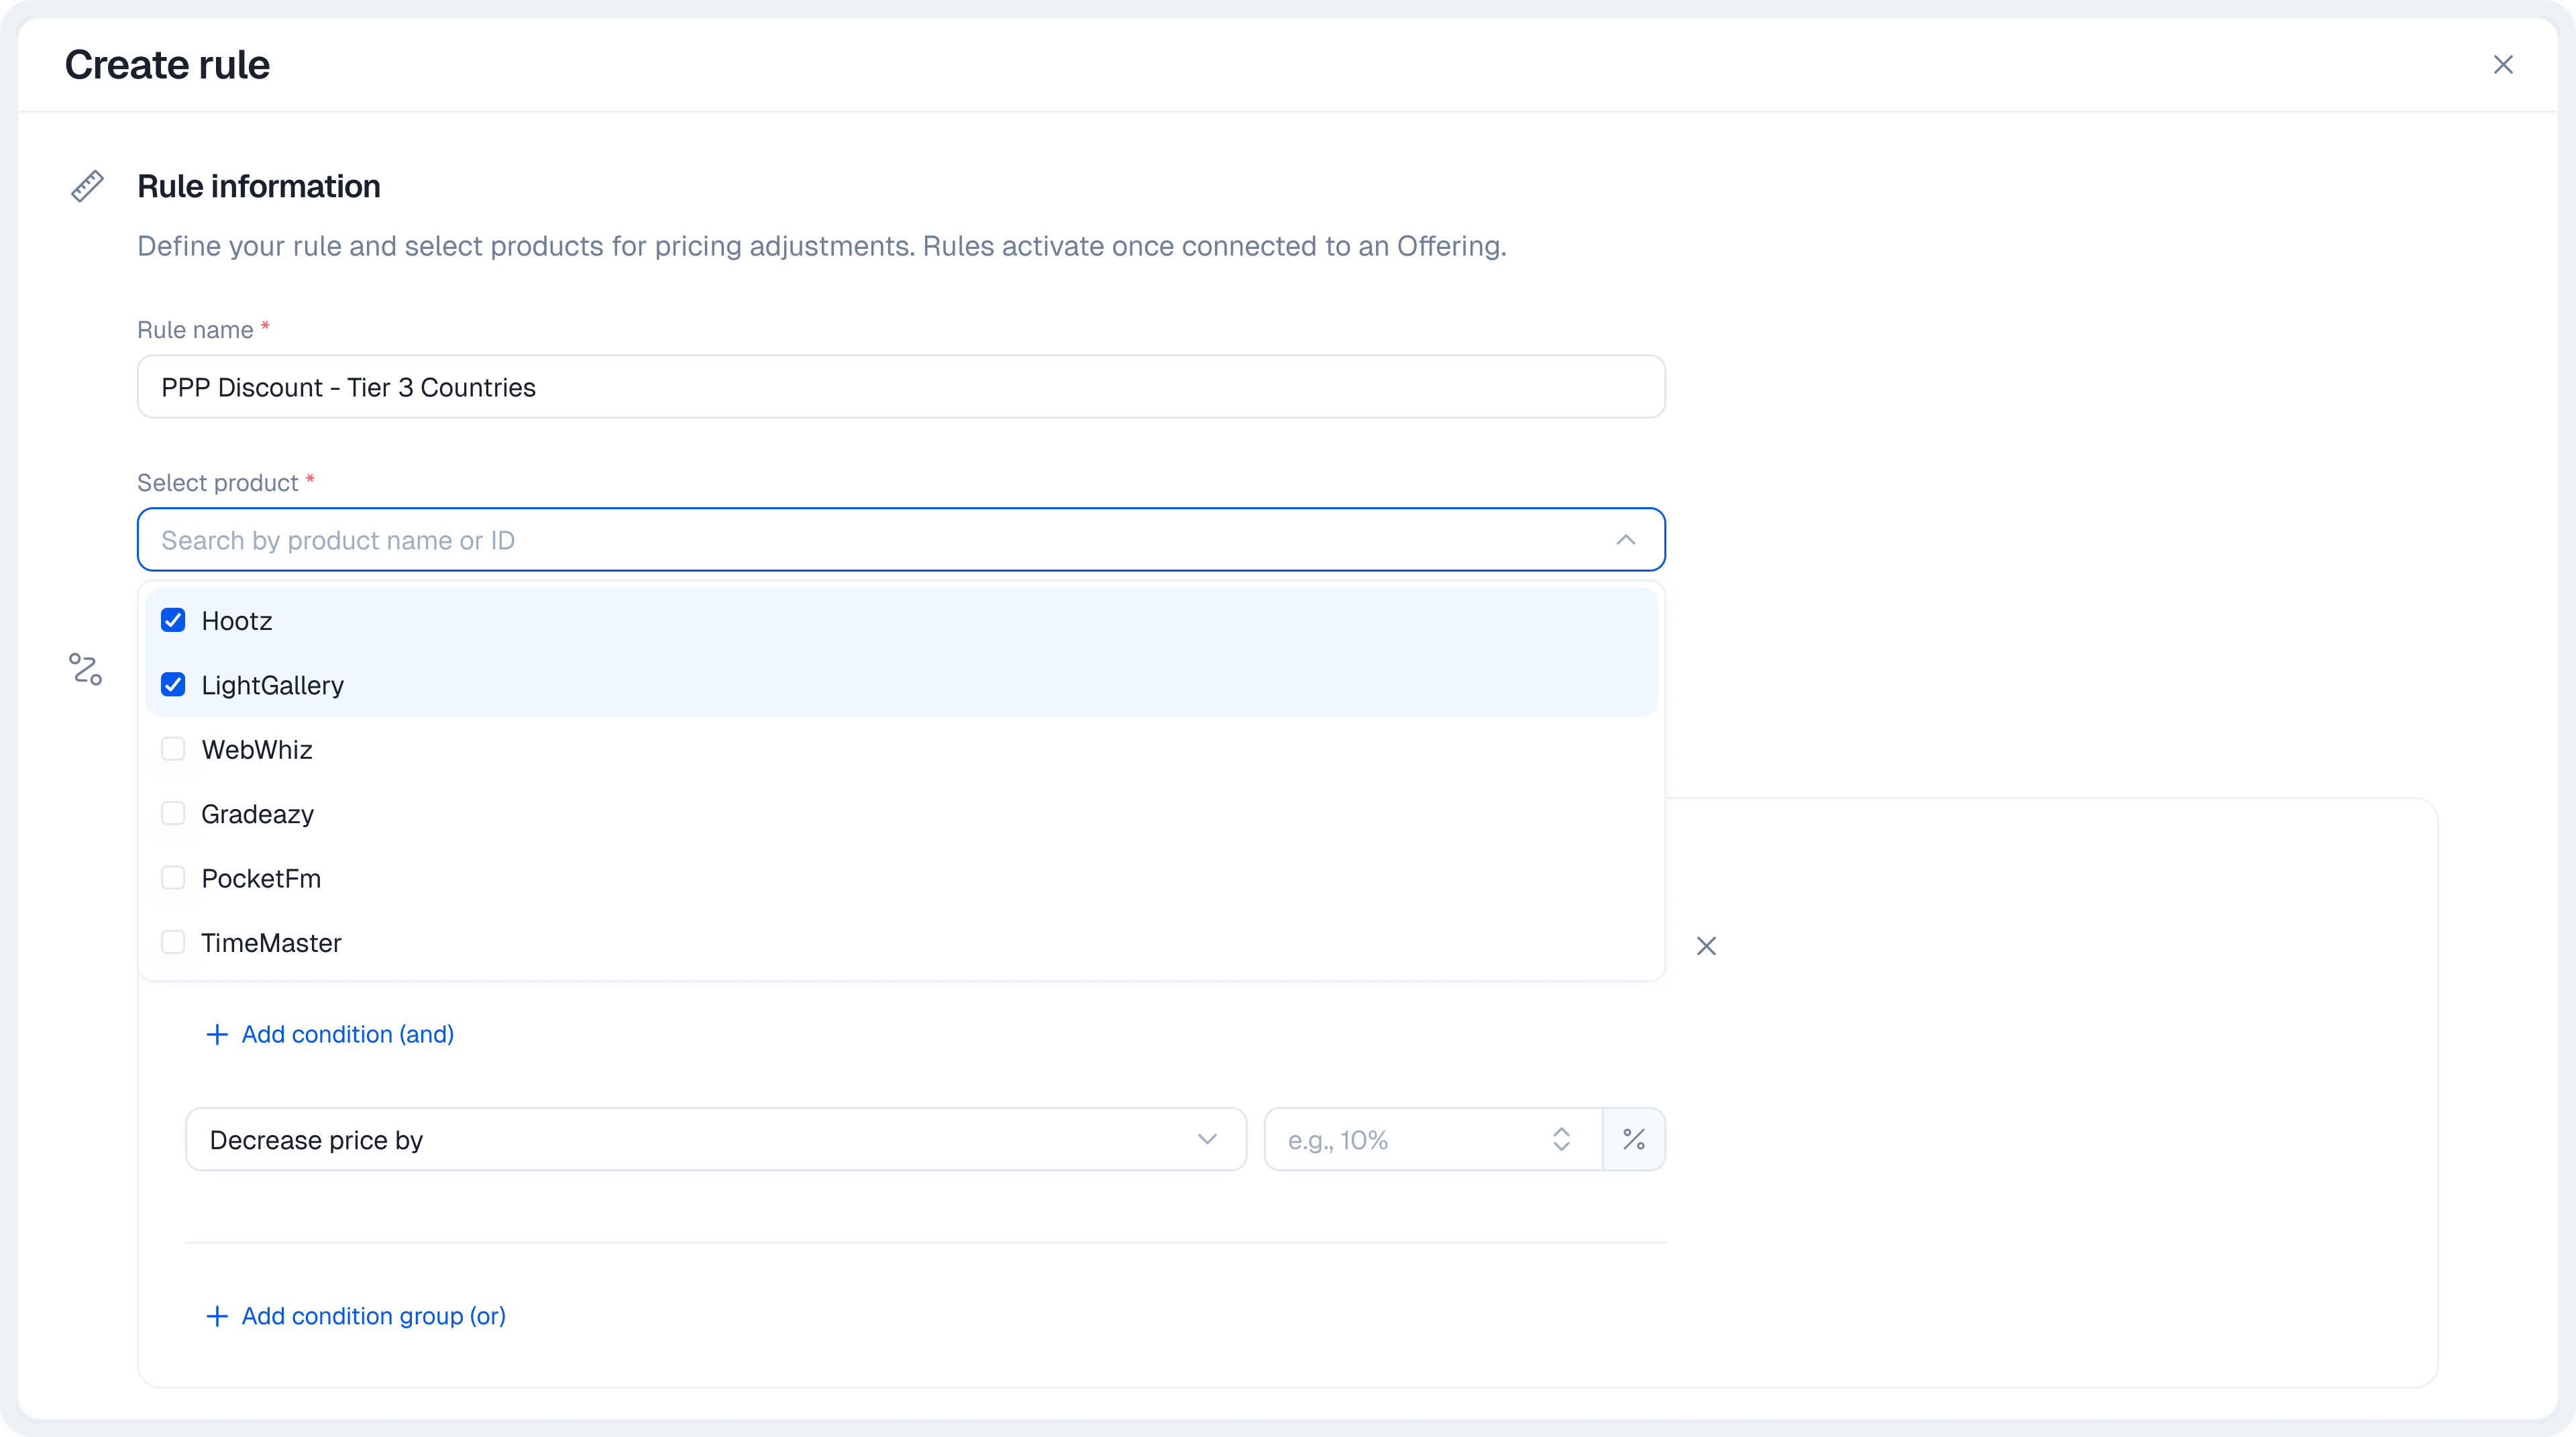 Create rule
Rule information
Define your rule and select products for pricing adjustments. Rules activate once connected to an Offering.
Rule name *
PPP Discount - Tier 3 Countries
Select product *
Search by product name or ID
Hootz
LightGallery
WebWhiz
Gradeazy
PocketFm
TimeMaster
Add condition (and)
Decrease price by
e.g., 10%
%
Add condition group (or)